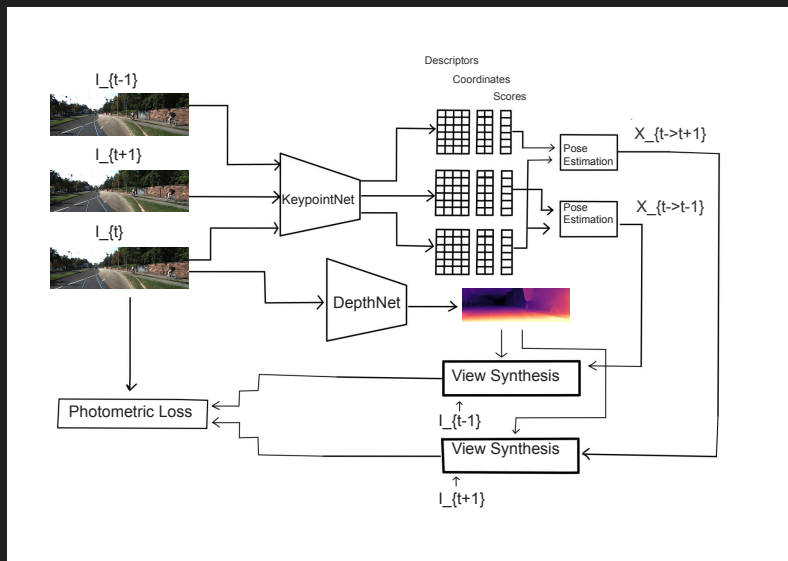 Descriptors
Coordinates
Scores
I_{t-1}
I_{t+1}
I_{t}
KeypointNet
Pose
Estimation
X_{t->t+1}
Pose
Estimation
X_{t->t-1}
DepthNet
View Synthesis
I_{t-1}
Photometric Loss
View Synthesis
I_{t+1}